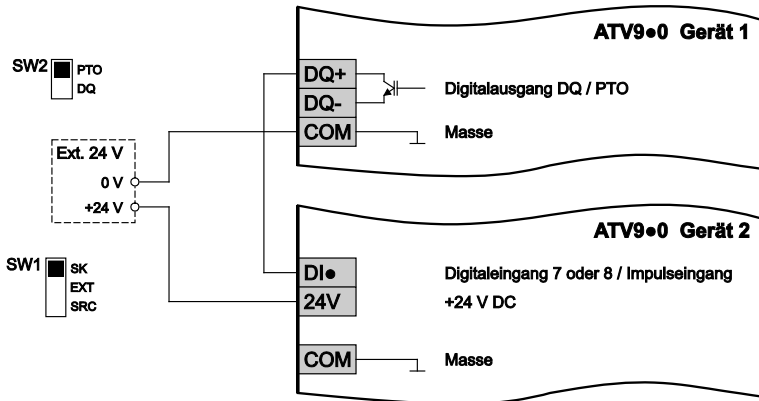 ATV9●0 Gerät 1
SW2
PTO
DQ
DQ+
DQ-
COM
Digitalausgang DQ / PTO
Masse
Ext. 24 V
0 V
+24 V
ATV9●0 Gerät 2
SW1
SK
EXT
SRC
DI●
24V
COM
Digitaleingang 7 oder 8 / Impulseingang
+24 V DC
Masse